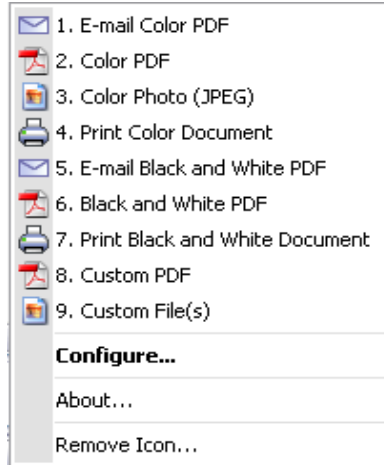 1. E-mail Color PDF
2. Color PDF
3. Color Photo (JPEG)
4. Print Color Document
5. E-mail Black and White PDF
6. Black and White PDF
7. Print Black and White Document
8. Custom PDF
9. Custom File(s)
Configure...
About...
Remove Icon...